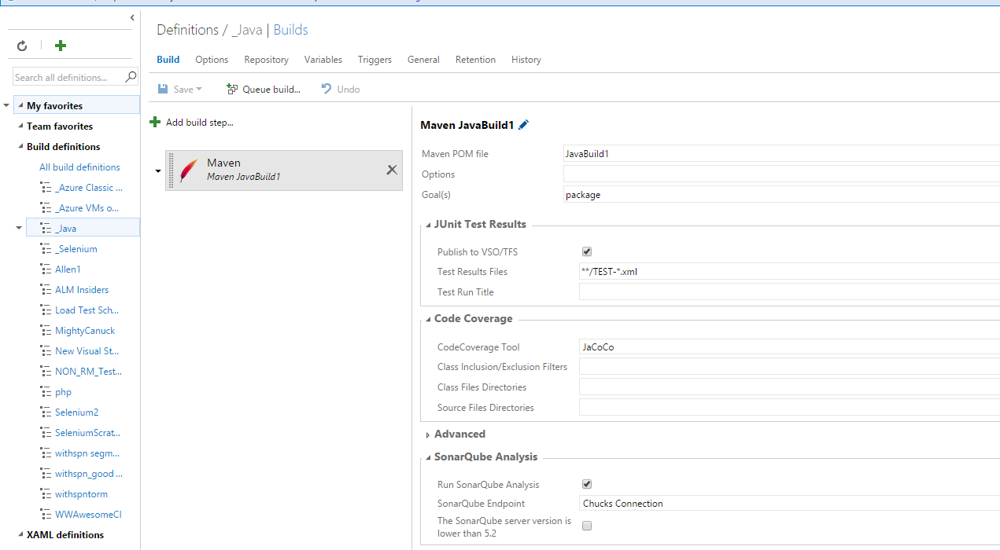 Definitions / _Java | Builds
Build Options Repository Variables Triggers General Retention History
Save Queue build... Undo
Search all definitions...
My favorites
Team favorites
Build definitions
All build definitions
_Azure Classic ...
_Azure VMs o...
_Java
_Selenium
Allen1
ALM Insiders
Load Test Sch...
MightyCanuck
New Visual St...
NON_RM_Test...
php
Selenium2
SeleniumScrat...
withspn segm...
withspn_good ...
withspntorm
WWAwesomeCI
XAML definitions
Add build step...
Maven
Maven JavaBuild1
Maven JavaBuild1
Maven POM file JavaBuild1
Options
Goal(s) package
JUnit Test Results
Publish to VSO/TFS
Test Results Files **/TEST-*.xml
Test Run Title
Code Coverage
CodeCoverage Tool JaCoCo
Class Inclusion/Exclusion Filters
Class Files Directories
Source Files Directories
Advanced
SonarQube Analysis
Run SonarQube Analysis
SonarQube Endpoint Chucks Connection
The SonarQube server version is
lower than 5.2